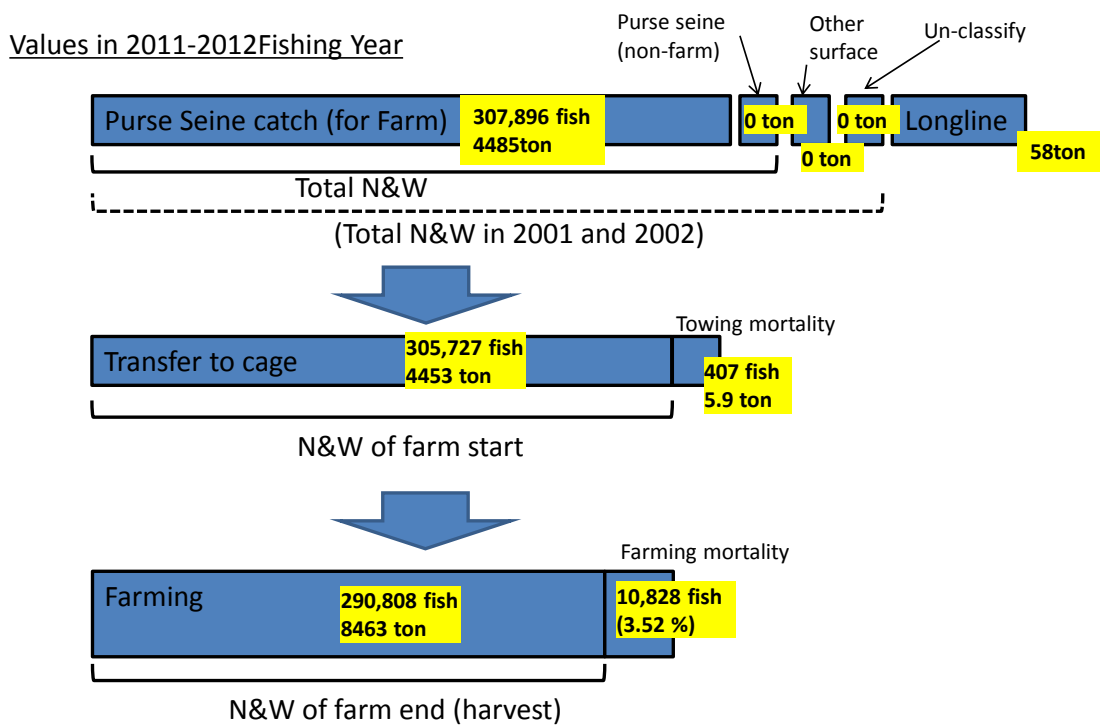 Values in 2011-2012Fishing Year
Purse seine
(non-farm)
Other
surface
Un-classify
Purse Seine catch (for Farm)
307,896 fish
4485ton
0 ton
0 ton
0 ton
Longline
58ton
Total N&W
(Total N&W in 2001 and 2002)
Towing mortality
Transfer to cage
305,727 fish
4453 ton
407 fish
5.9 ton
N&W of farm start
Farming mortality
Farming
290,808 fish
8463 ton
10,828 fish
(3.52 %)
N&W of farm end (harvest)